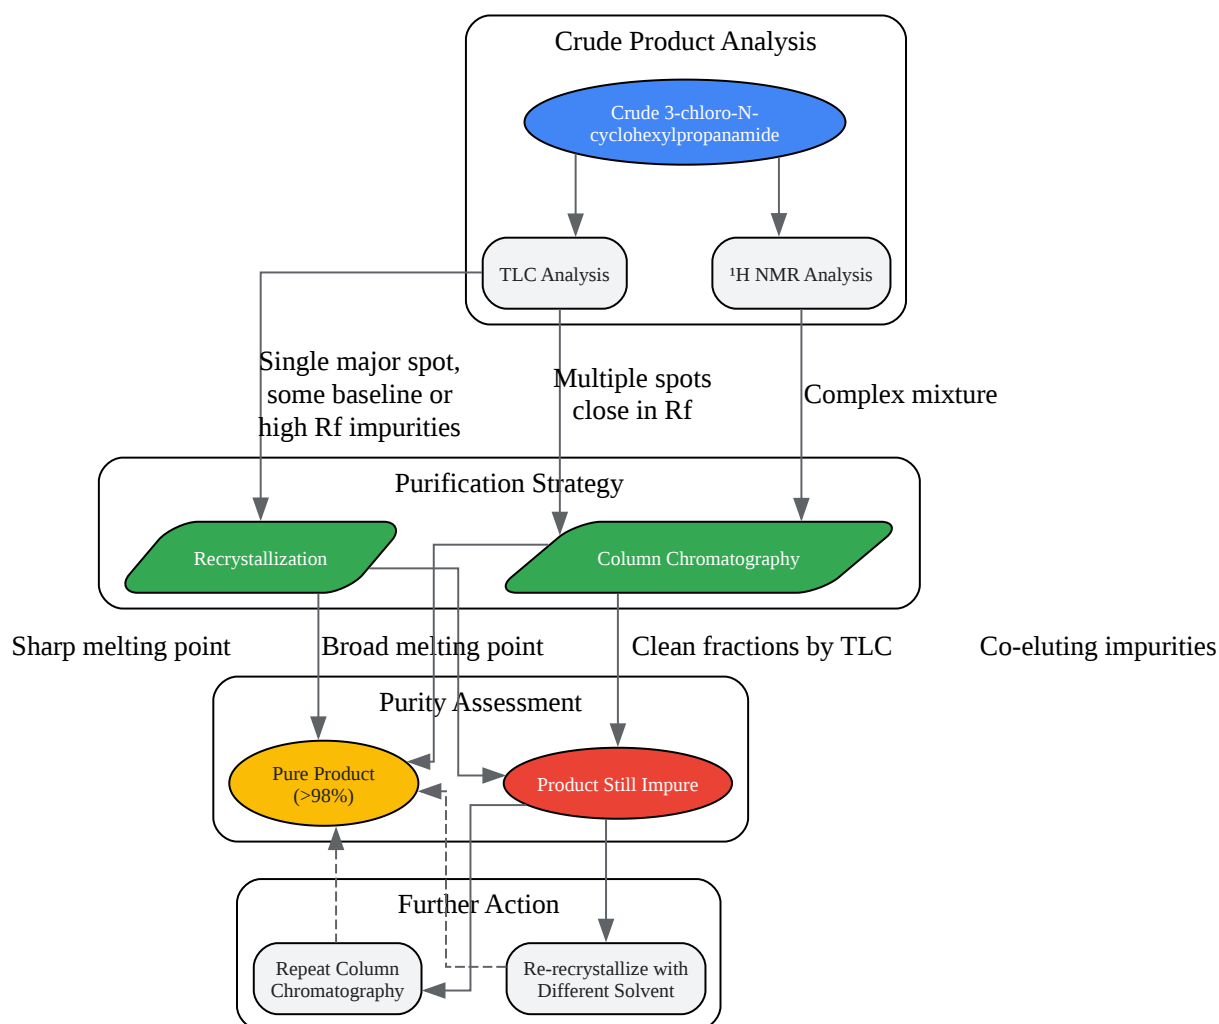 Crude Product Analysis
Crude 3-chloro-N-
cyclohexylpropanamide
TLC Analysis
¹H NMR Analysis
Single major spot,
some baseline or
high Rf impurities
Multiple spots
close in Rf
Complex mixture
Purification Strategy
Recrystallization
Column Chromatography
Sharp melting point
Broad melting point
Clean fractions by TLC
Co-eluting impurities
Purity Assessment
Pure Product
(>98%)
Product Still Impure
Further Action
Repeat Column
Chromatography
Re-recrystallize with
Different Solvent